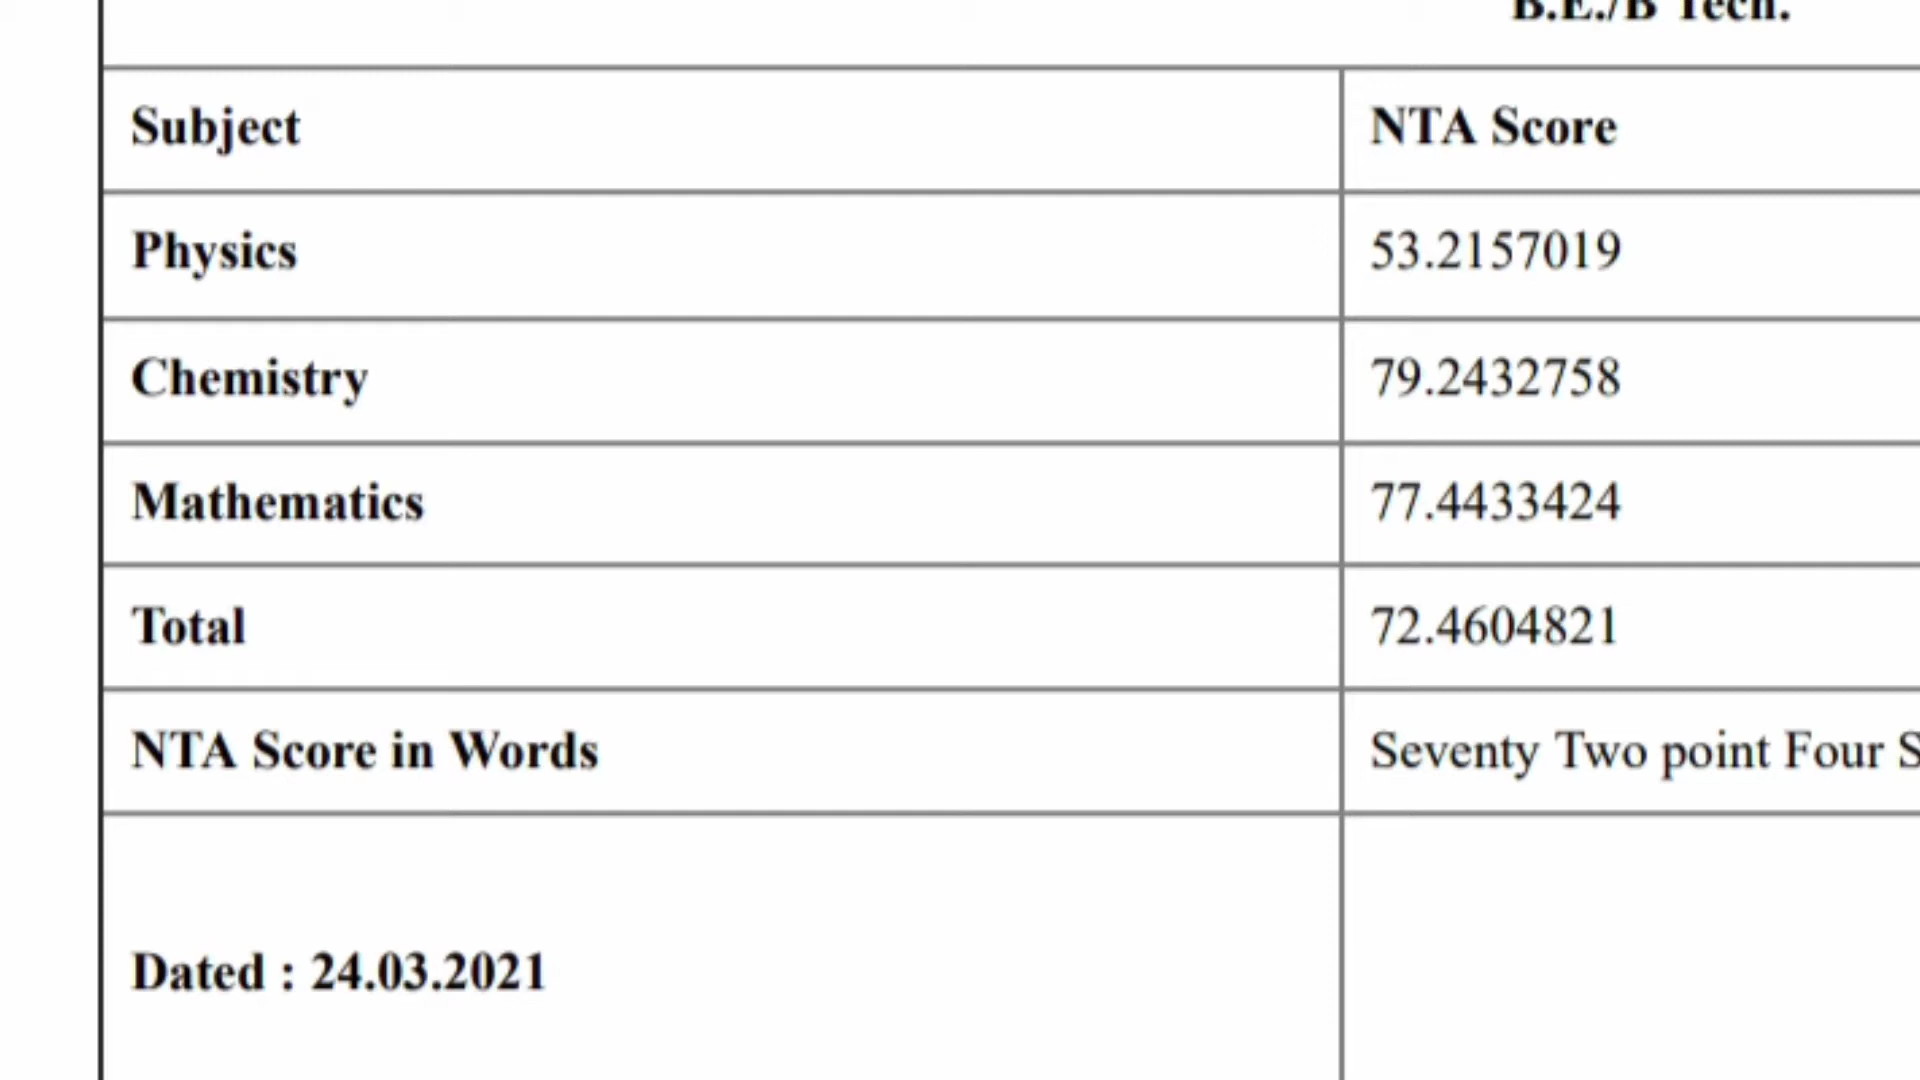 B.E./B Tech.
Subject NTA Score
Physics 53.2157019
Chemistry 79.2432758
Mathematics 77.4433424
Total 72.4604821
NTA Score in Words Seventy Two point Four S
Dated : 24.03.2021